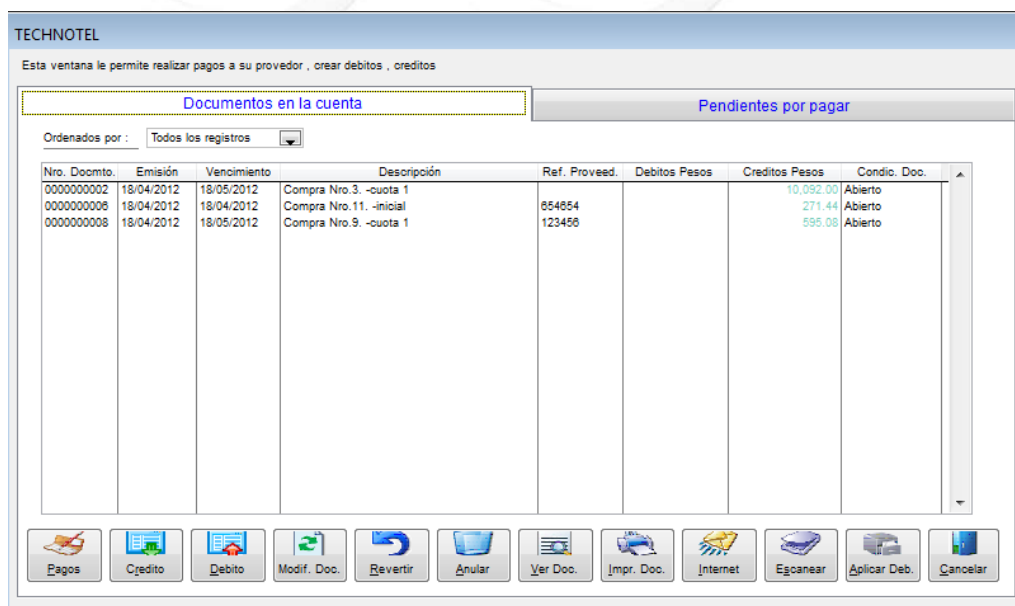 TECHNOTEL
Esta ventana le permite realizar pagos a su provedor , crear debitos , creditos
Documentos en la cuenta Pendientes por pagar
Ordenados por : Todos los registros
Nro. Docmto. Emisión Vencimiento Descripción Ref. Proveed. Debitos Pesos Creditos Pesos Condic. Doc.
0000000002 18/04/2012 18/05/2012 Compra Nro.3. -cuota 1 10,092.00 Abierto
0000000006 18/04/2012 18/04/2012 Compra Nro.11. -inicial 654654 271.44 Abierto
0000000008 18/04/2012 18/05/2012 Compra Nro.9. -cuota 1 123456 595.08 Abierto
Pagos Credito Debito Modif. Doc. Revertir Anular Ver Doc. Impr. Doc. Internet Escanear Aplicar Deb. Cancelar